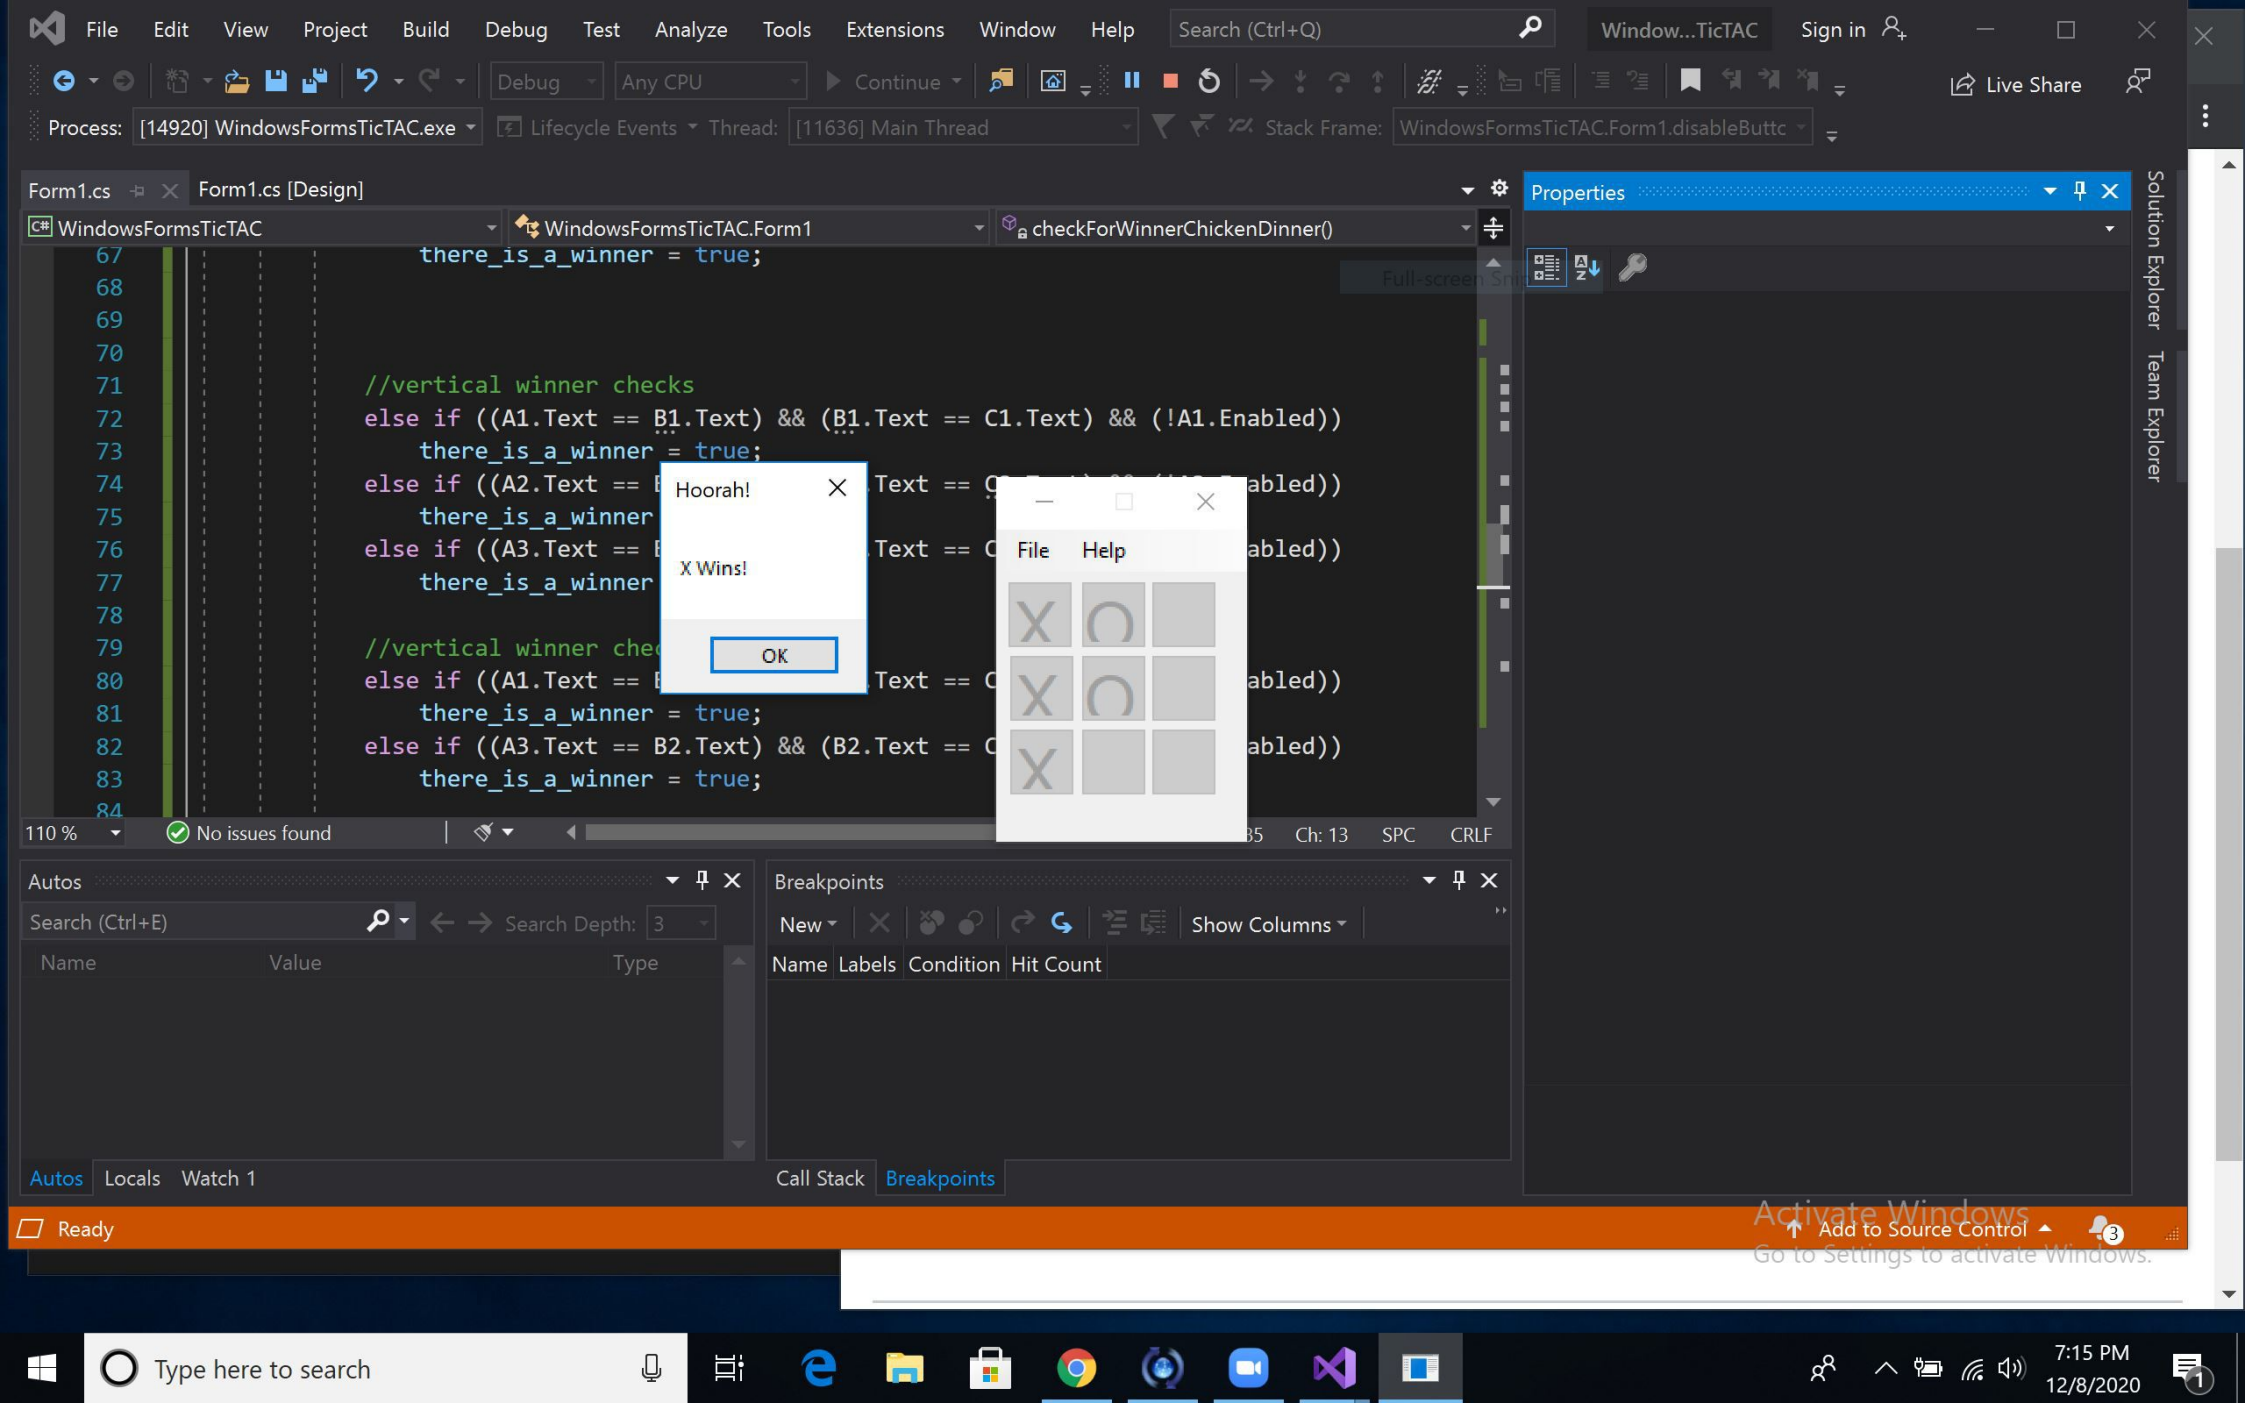 File Edit View Project Build Debug Test Analyze Tools Extensions Window Help Search (Ctrl+Q) Window...TicTAC Sign in
Debug Any CPU Continue Live Share
Process: [14920] WindowsFormsTicTAC.exe Lifecycle Events Thread: [11636] Main Thread Stack Frame: WindowsFormsTicTAC.Form1.disableButtc
Form1.cs Form1.cs [Design]
WindowsFormsTicTAC WindowsFormsTicTAC.Form1 checkForWinnerChickenDinner()
67 there_is_a_winner = true;
68
69
70
71 //vertical winner checks
72 else if ((A1.Text == B1.Text) && (B1.Text == C1.Text) && (!A1.Enabled))
73 there_is_a_winner = true;
74 else if ((A2.Text == .Text == abled))
75 there_is_a_winner
76 else if ((A3.Text == .Text == C abled))
77 there_is_a_winner
78
79 //vertical winner chec
80 else if ((A1.Text == .Text == C abled))
81 there_is_a_winner = true;
82 else if ((A3.Text == B2.Text) && (B2.Text == C abled))
83 there_is_a_winner = true;
84
Full-screen Sni
Hoorah!
X Wins!
OK
File Help
X O
X O
X
110 % No issues found Ch: 13 SPC CRLF
Properties
Solution Explorer
Team Explorer
Autos
Search (Ctrl+E) Search Depth: 3
Name Value Type
Autos Locals Watch 1
Breakpoints
New Show Columns
Name Labels Condition Hit Count
Call Stack Breakpoints
Ready Add to Source Control 3
Activate Windows
Go to Settings to activate Windows.
Type here to search
7:15 PM
12/8/2020
1